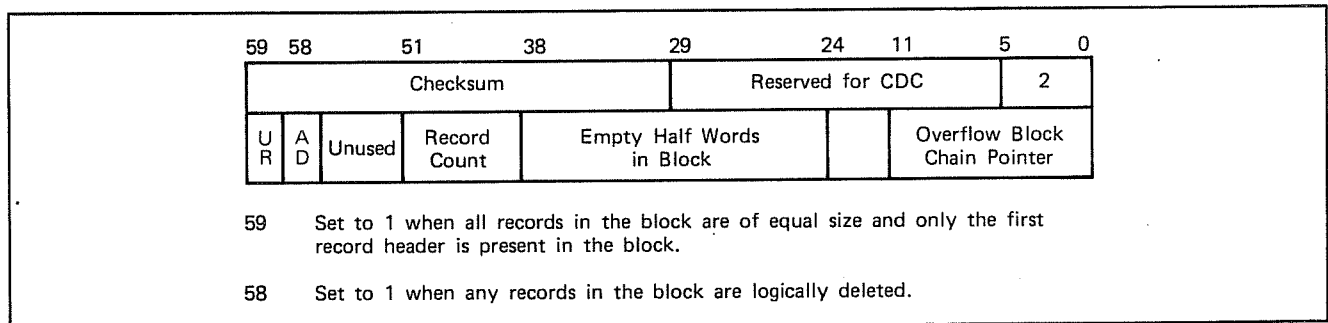 59 58 51 38 29 24 11 5 0
Checksum Reserved for CDC 2
UR AD Unused Record Count Empty Half Words in Block Overflow Block Chain Pointer
59 Set to 1 when all records in the block are of equal size and only the first
record header is present in the block.
58 Set to 1 when any records in the block are logically deleted.